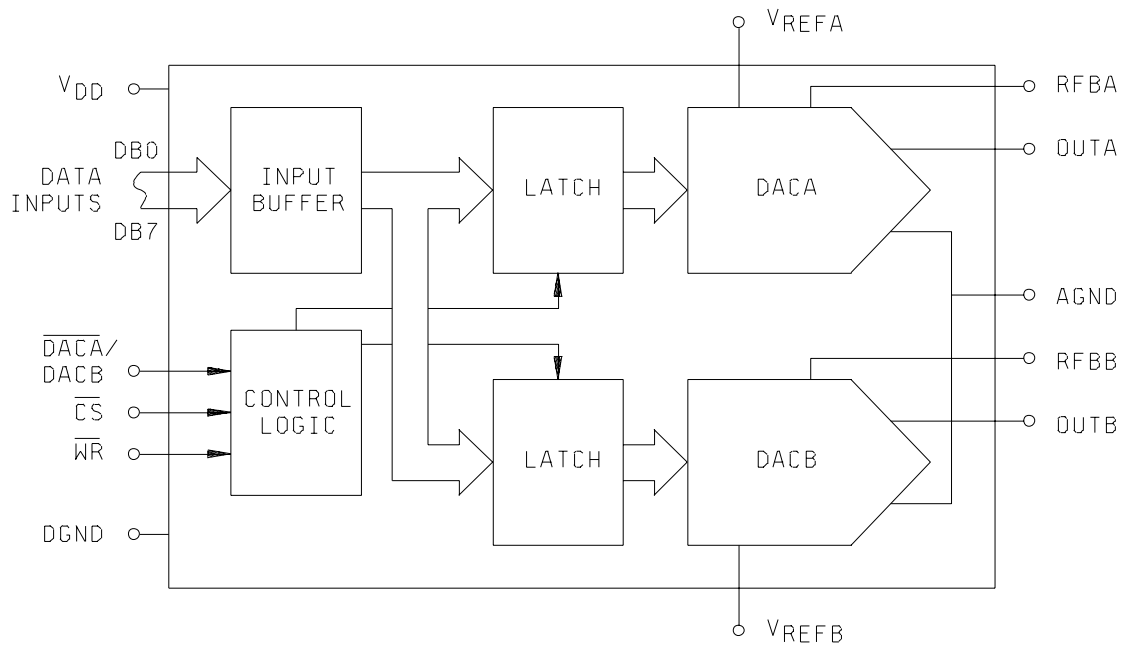 VREFA
VDD
RFBA
DB0
OUTA
DATA
INPUTS
INPUT
BUFFER
LATCH
DACA
DB7
AGND
DACA/
DACB
RFBB
CS
CONTROL
LOGIC
OUTB
WR
LATCH
DACB
DGND
VREFB